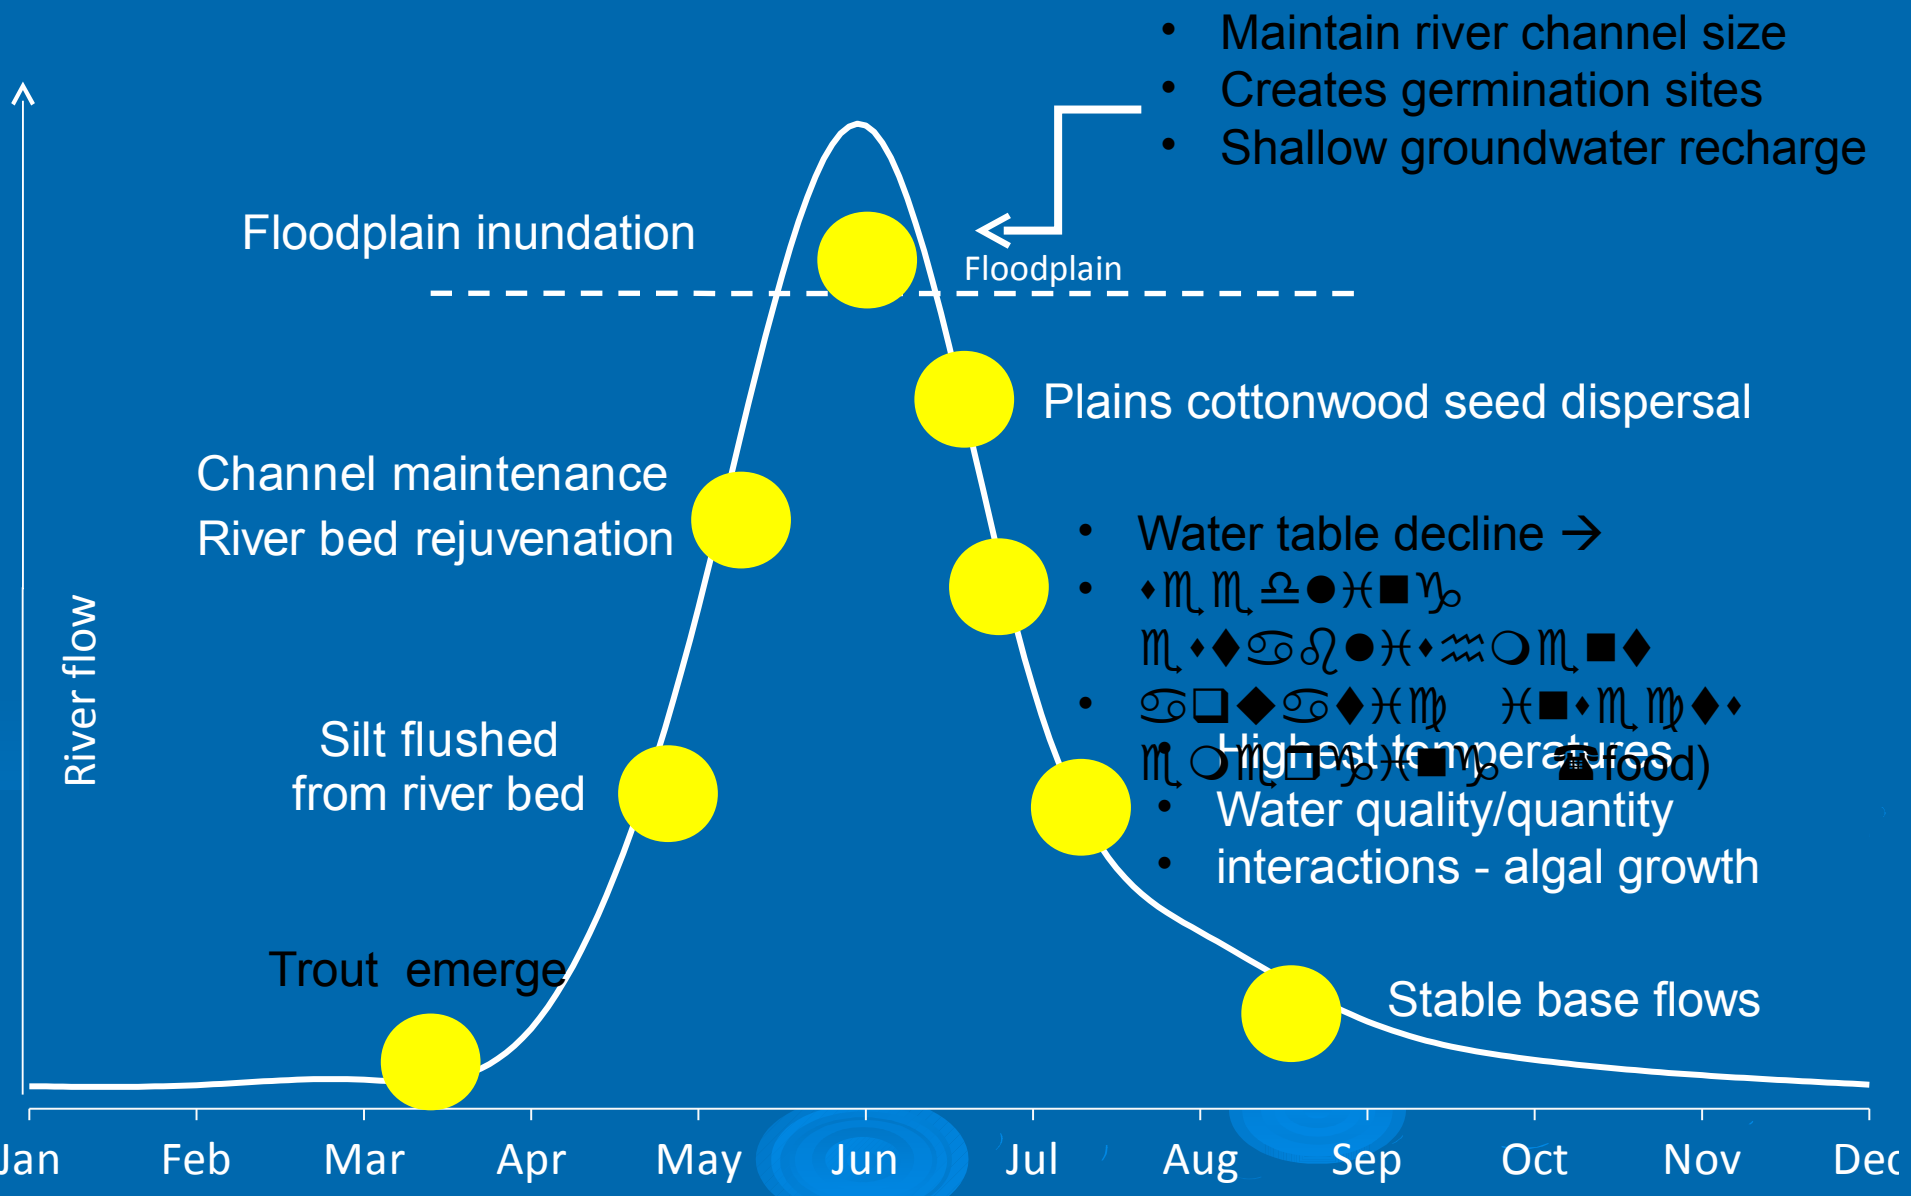 • Maintain river channel size
• Creates germination sites
• Shallow groundwater recharge
Floodplain inundation
Floodplain
Plains cottonwood seed dispersal
Channel maintenance
River bed rejuvenation
• Water table decline →
• ⬩♏♏♎●♓■♑
♏⬩⧫♋♌●♓⬩♒❍♏■⧫
• ♋❑◆♋⧫♓♍ ♓■⬩♏♍⧫⬩
♏❍♏❒♑♓■♑ ☎food)
• Highest temperatures
• Water quality/quantity
• interactions - algal growth
River flow
Silt flushed
from river bed
Trout emerge
Stable base flows
Jan Feb Mar Apr May Jun Jul Aug Sep Oct Nov Dec